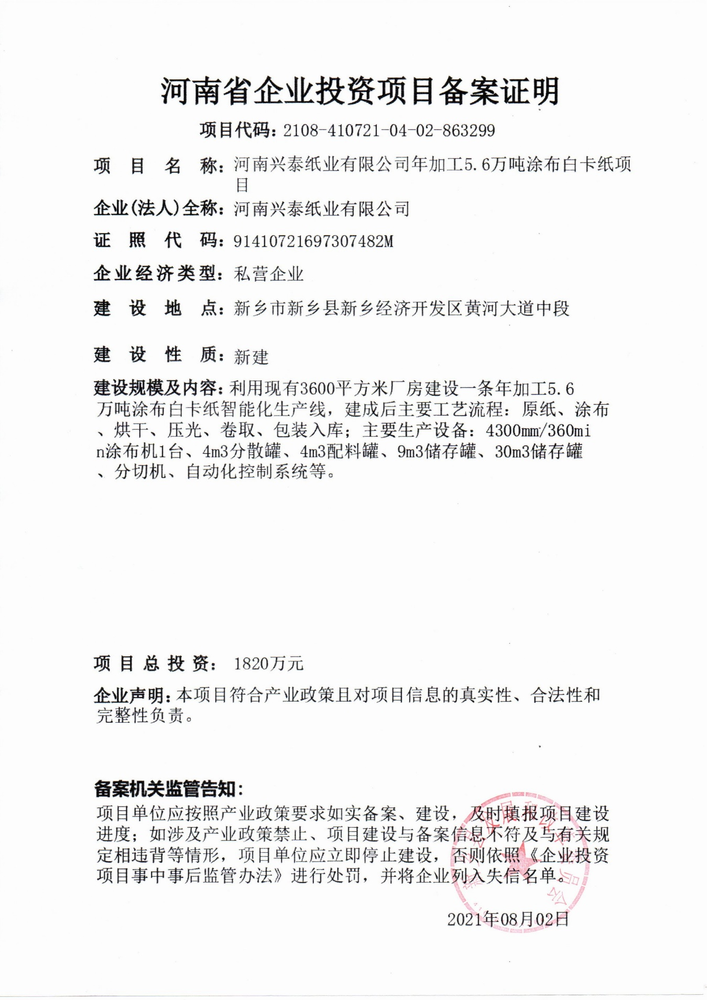 河南省企业投资项目备案证明
项目代码：2108-410721-04-02-863299
项目名称：河南兴泰纸业有限公司年加工5.6万吨涂布白卡纸项
目
企业(法人)全称：河南兴泰纸业有限公司
证照代码：91410721697307482M
企业经济类型：私营企业
建设地点：新乡市新乡县新乡经济开发区黄河大道中段
建设性质：新建
建设规模及内容：利用现有3600平方米厂房建设一条年加工5.6
万吨涂布白卡纸智能化生产线，建成后主要工艺流程：原纸、涂布
、烘干、压光、卷取、包装入库；主要生产设备：4300mm/360mi
n涂布机1台、4m3分散罐、4m3配料罐、9m3储存罐、30m3储存罐
、分切机、自动化控制系统等。
项目总投资：1820万元
企业声明：本项目符合产业政策且对项目信息的真实性、合法性和
完整性负责。
备案机关监管告知：
项目单位应按照产业政策要求如实备案、建设，及时填报项目建设
进度；如涉及产业政策禁止、项目建设与备案信息不符及与有关规
定相违背等情形，项目单位应立即停止建设，否则依照《企业投资
项目事中事后监管办法》进行处罚，并将企业列入失信名单。
新乡县发展和改革委员会
2021年08月02日